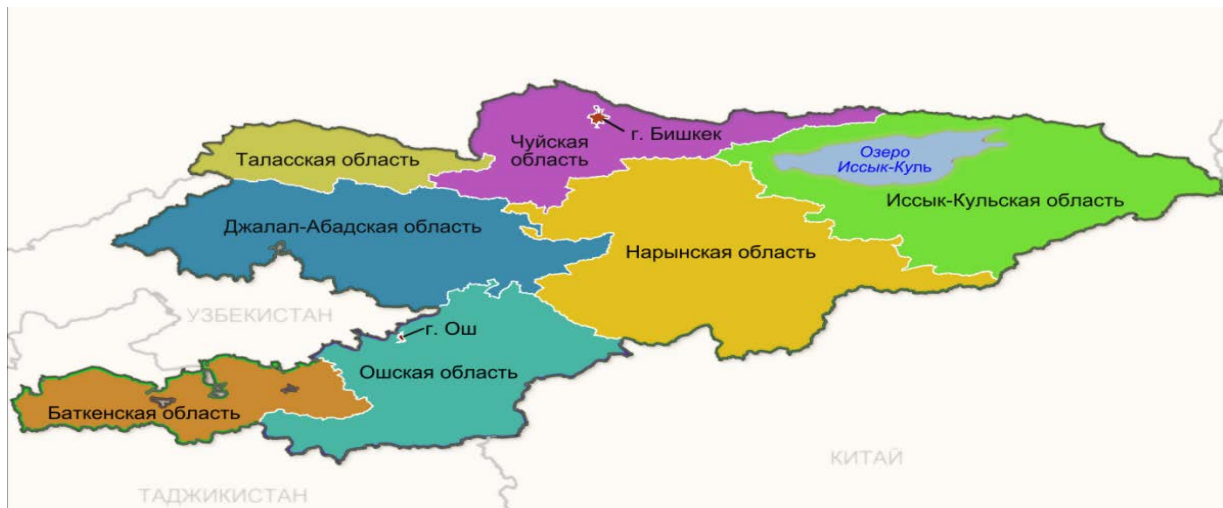 г. Бишкек
Чуйская
область
Таласская область
Озеро
Иссык-Куль
Иссык-Кульская область
Джалал-Абадская область
Нарынская область
УЗБЕКИСТАН
г. Ош
Ошская область
Баткенская область
КИТАЙ
ТАДЖИКИСТАН